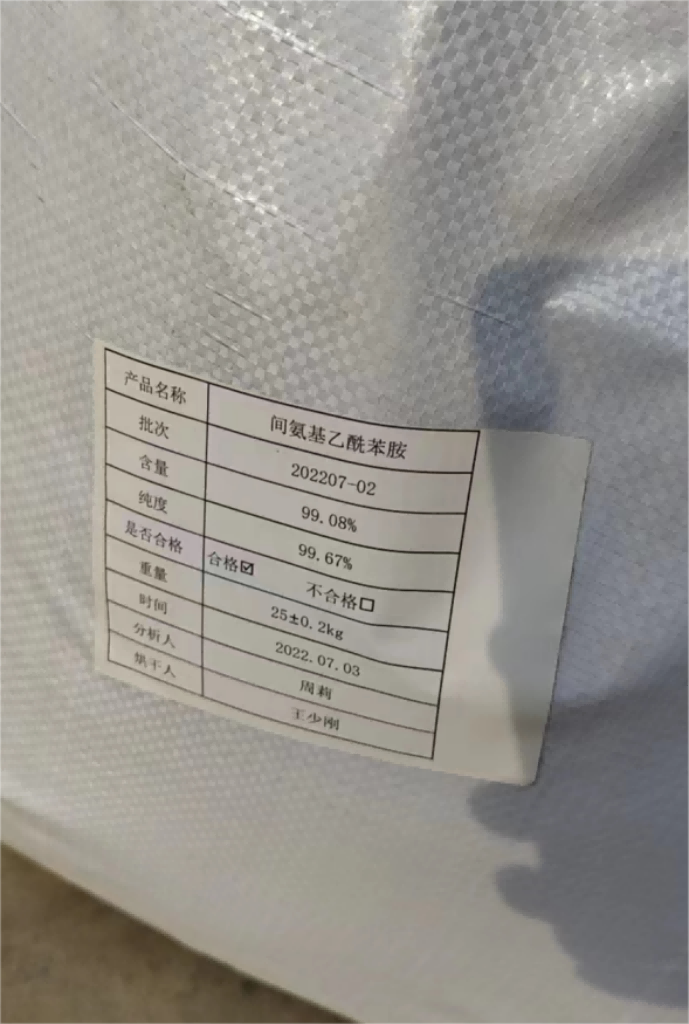 产品名称 间氨基乙酰苯胺
批次 202207-02
含量 99.08%
纯度 99.67%
是否合格 合格☑ 不合格☐
重量 25±0.2kg
时间 2022.07.03
分析人 周莉
烘干人 王少刚